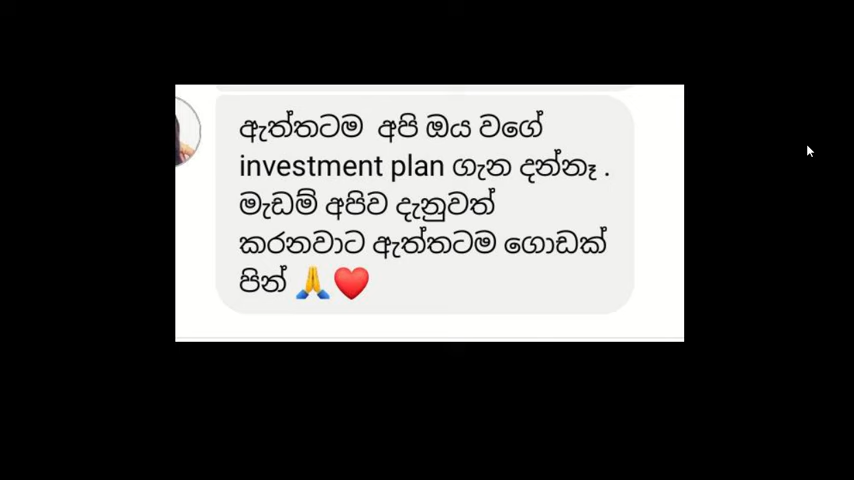 ඇත්තටම අපි ඔය වගේ
investment plan ගැන දන්නෑ .
මැඩම් අපිව දැනුවත්
කරනවාට ඇත්තටම ගොඩක්
පින් 🙏❤️